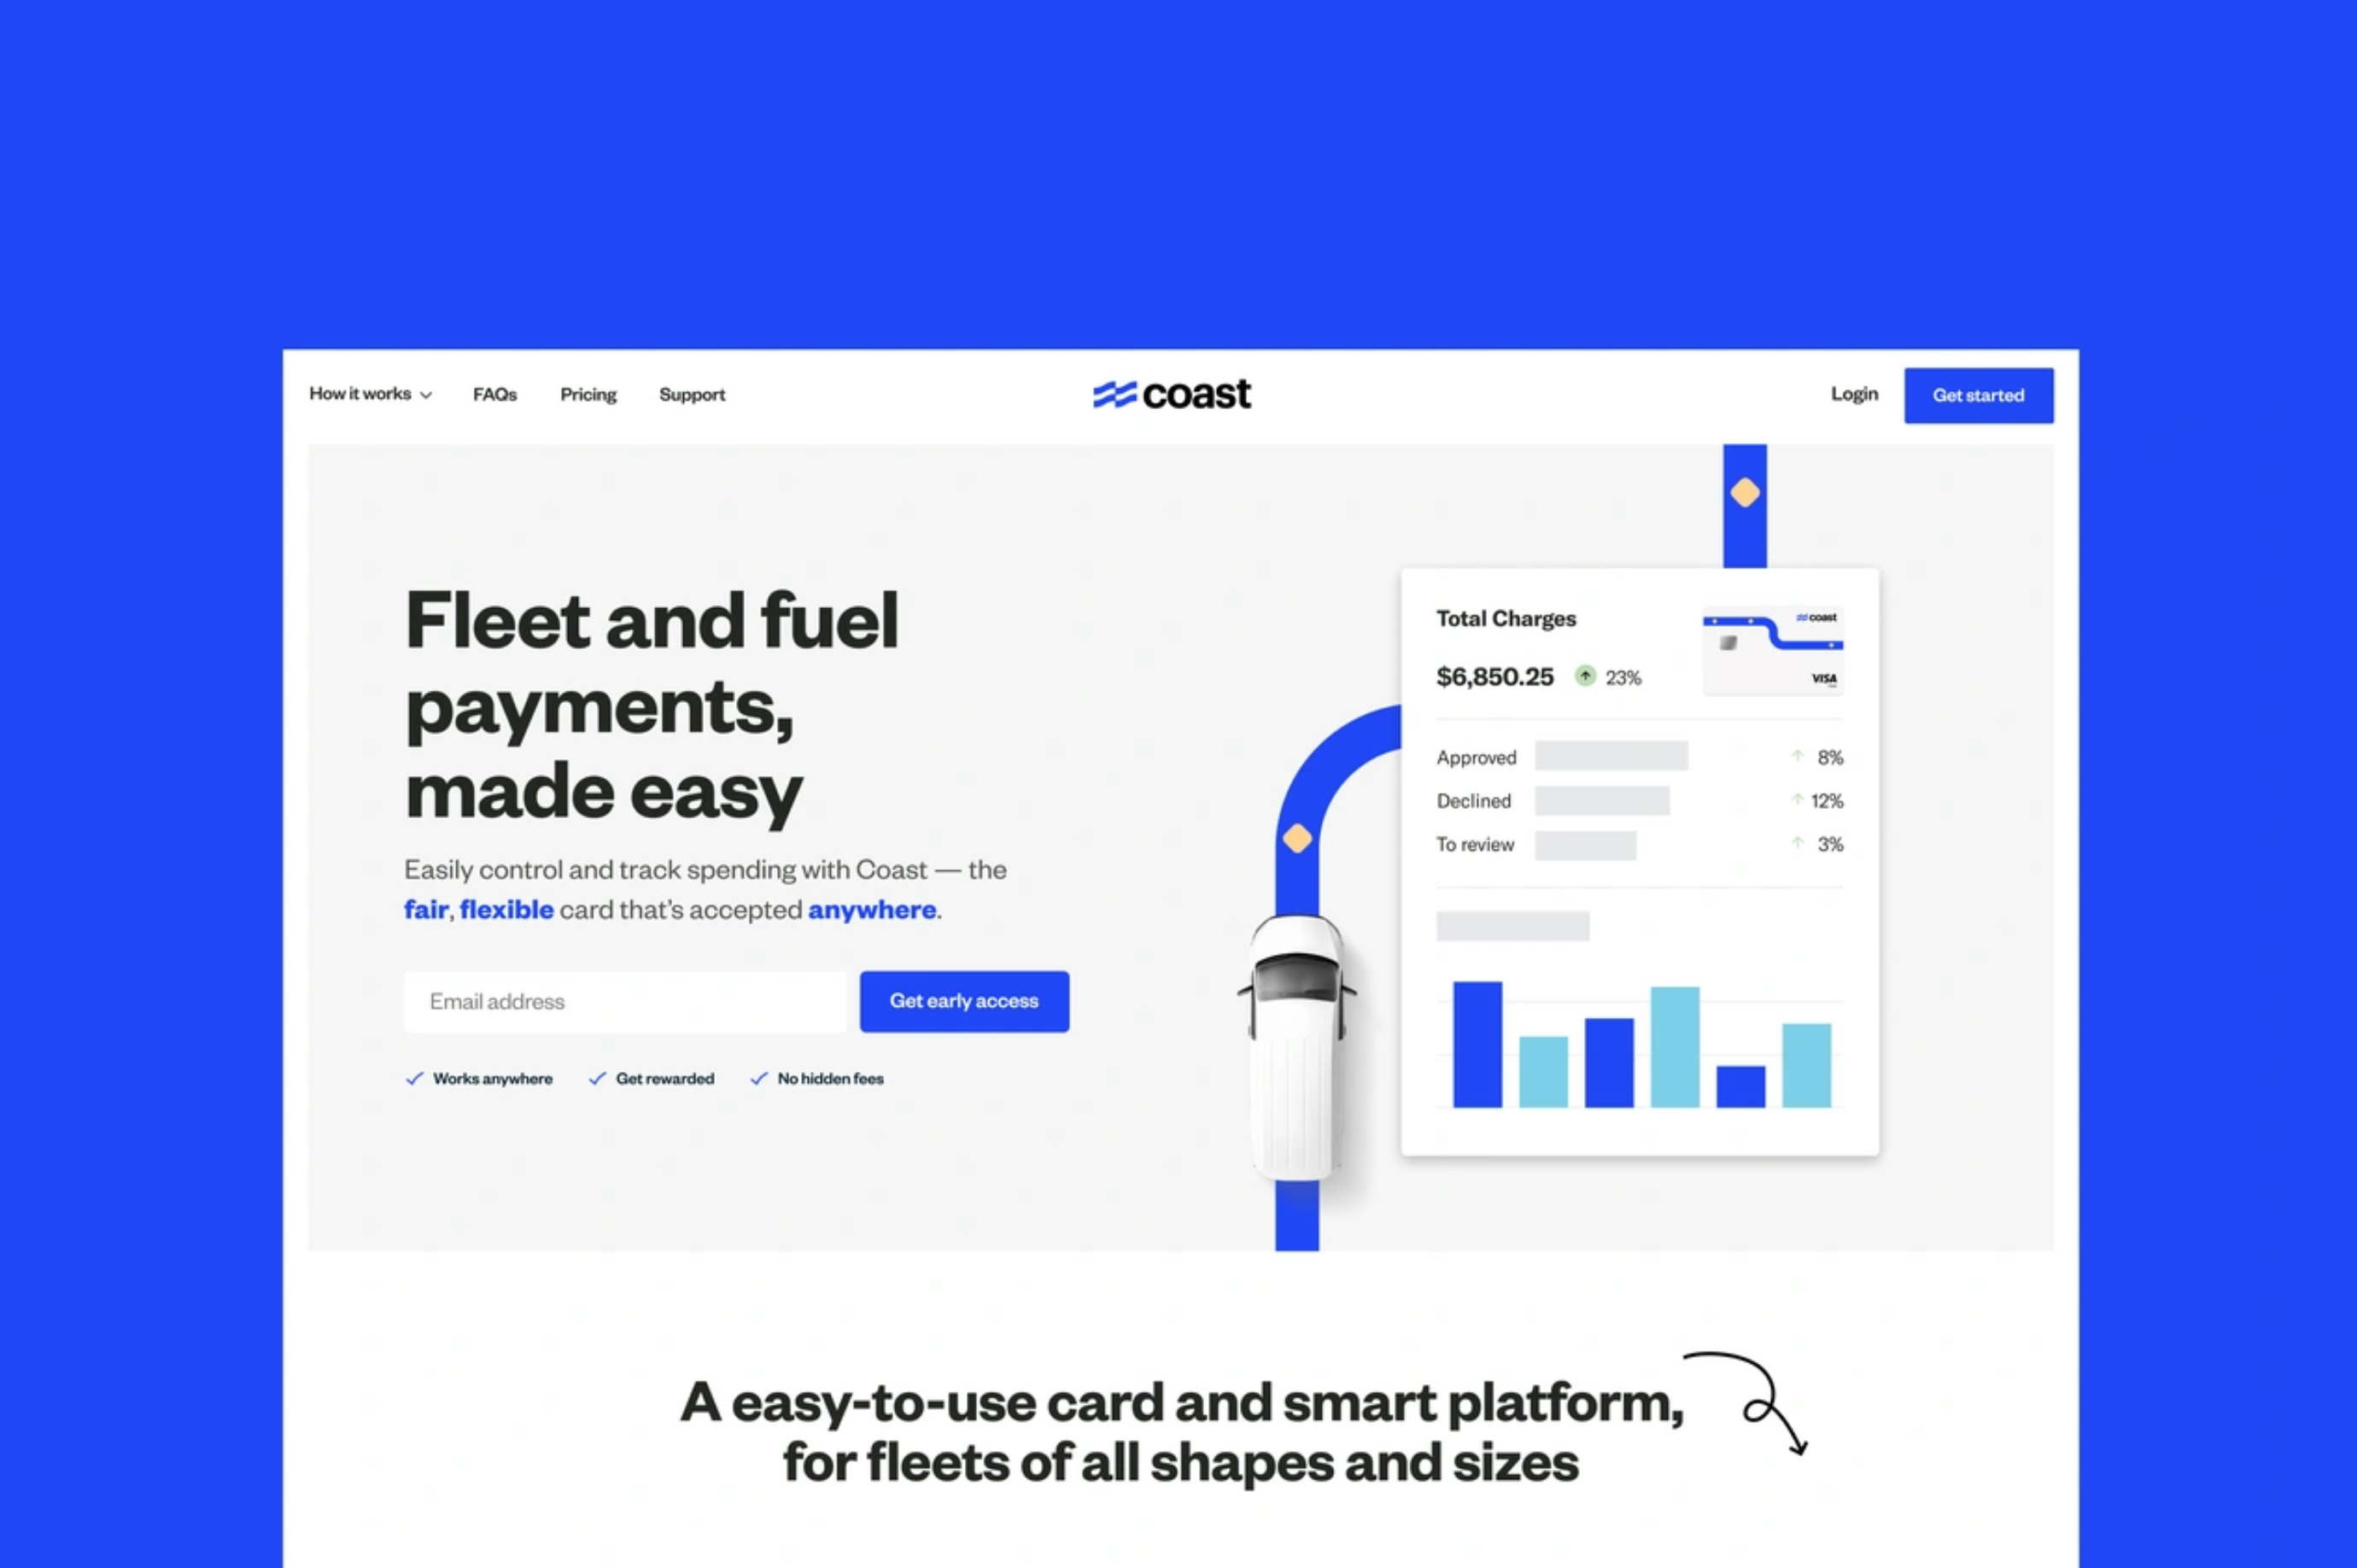 How it works
FAQs
Pricing
Support
coast
Login
Get started
Fleet and fuel
payments,
made easy
Easily control and track spending with Coast — the
fair, flexible card that's accepted anywhere.
Email address
Get early access
Works anywhere
Get rewarded
No hidden fees
Total Charges
$6,850.25
23%
coast
VISA
Approved
8%
Declined
12%
To review
3%
A easy-to-use card and smart platform,
for fleets of all shapes and sizes